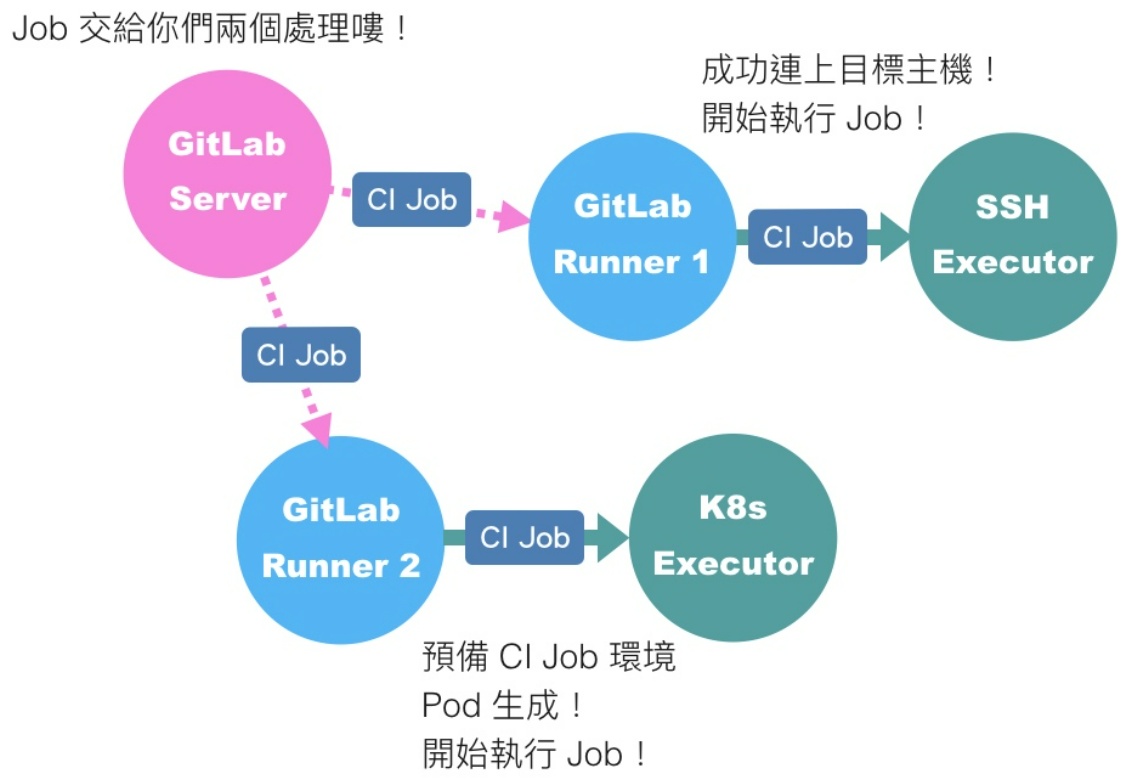 Job 交給你們兩個處理嘍！
成功連上目標主機！
開始執行 Job！
GitLab
Server
CI Job
GitLab
Runner 1
CI Job
SSH
Executor
CI Job
GitLab
Runner 2
CI Job
K8s
Executor
預備 CI Job 環境
Pod 生成！
開始執行 Job！